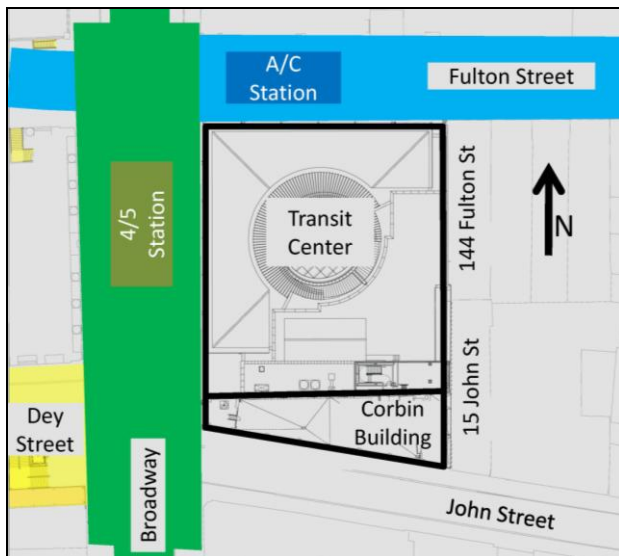 A/C
Station
Fulton Street
4/5
Station
Transit
Center
144 Fulton St
N
15 John St
Dey
Street
Corbin
Building
Broadway
John Street